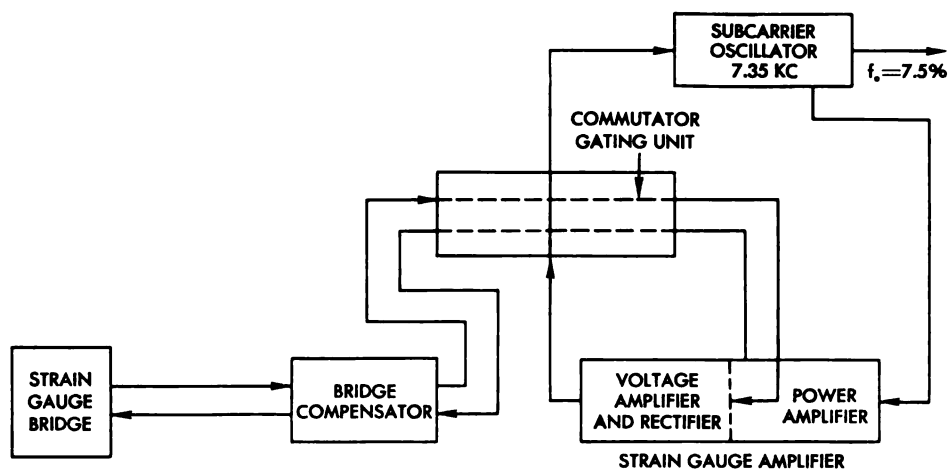 SUBCARRIER
OSCILLATOR
7.35 KC
f₀=7.5%
COMMUTATOR
GATING UNIT
STRAIN
GAUGE
BRIDGE
BRIDGE
COMPENSATOR
VOLTAGE
AMPLIFIER
AND RECTIFIER
POWER
AMPLIFIER
STRAIN GAUGE AMPLIFIER